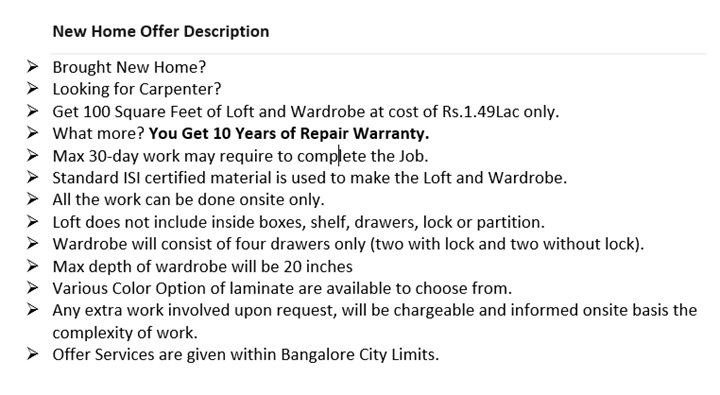 New Home Offer Description
➢ Brought New Home?
➢ Looking for Carpenter?
➢ Get 100 Square Feet of Loft and Wardrobe at cost of Rs.1.49Lac only.
➢ What more? You Get 10 Years of Repair Warranty.
➢ Max 30-day work may require to complete the Job.
➢ Standard ISI certified material is used to make the Loft and Wardrobe.
➢ All the work can be done onsite only.
➢ Loft does not include inside boxes, shelf, drawers, lock or partition.
➢ Wardrobe will consist of four drawers only (two with lock and two without lock).
➢ Max depth of wardrobe will be 20 inches
➢ Various Color Option of laminate are available to choose from.
➢ Any extra work involved upon request, will be chargeable and informed onsite basis the
complexity of work.
➢ Offer Services are given within Bangalore City Limits.